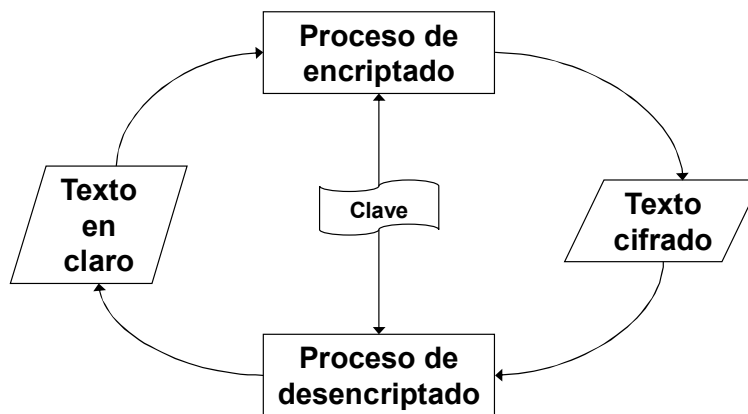 Proceso de
encriptado
Texto
en
claro
Clave
Texto
cifrado
Proceso de
desencriptado